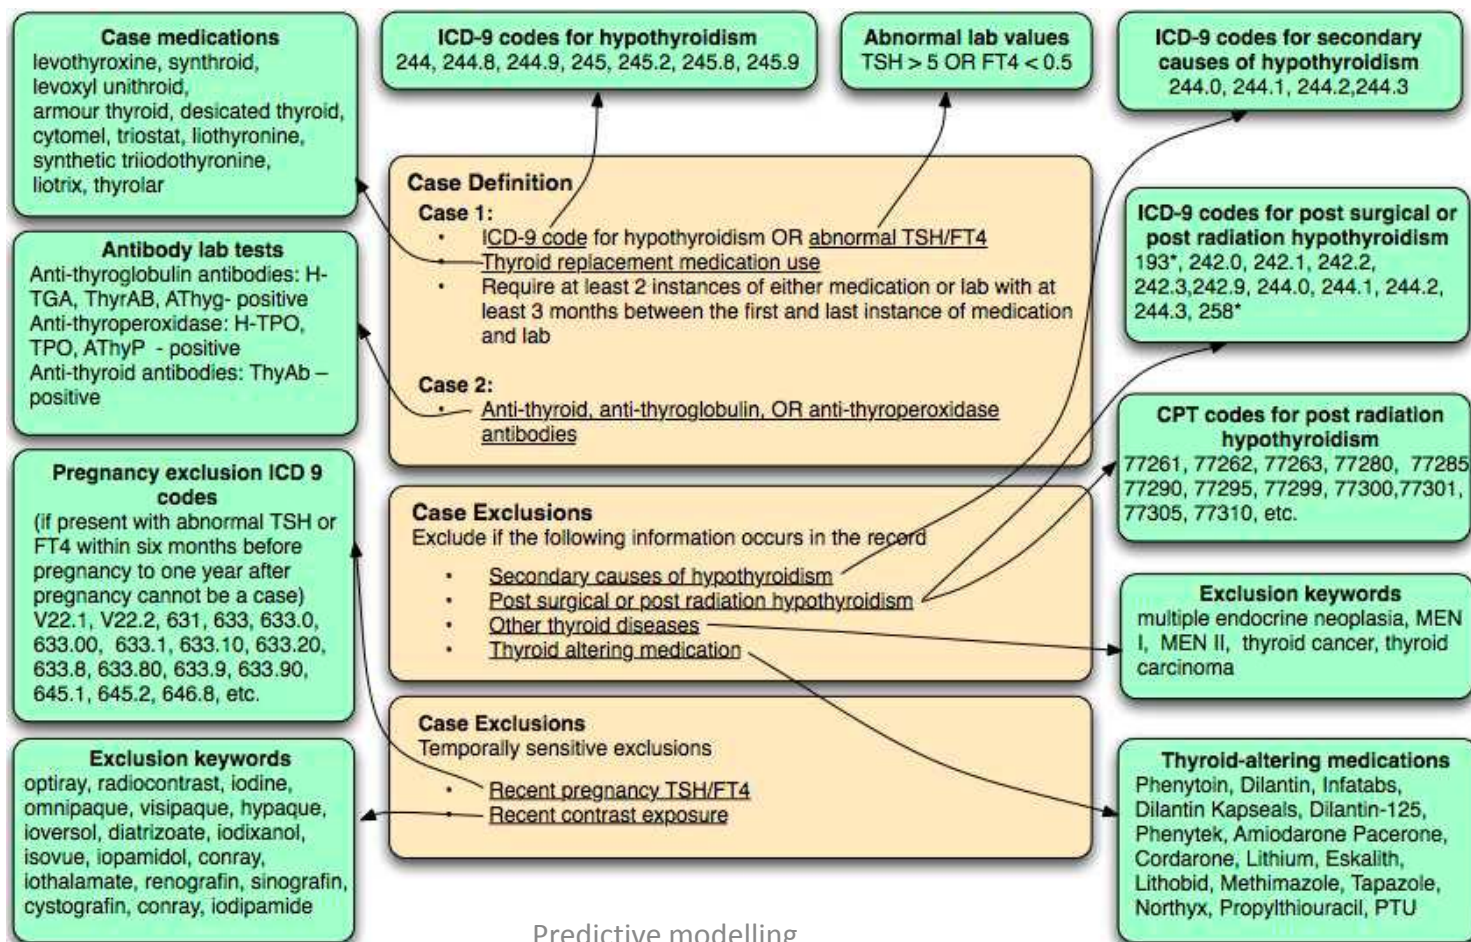 Case medications
levothyroxine, synthroid,
levoxyl unithroid,
armour thyroid, desicated thyroid,
cytomel, triostat, liothyronine,
synthetic triiodothyronine,
liotrix, thyrolar
Antibody lab tests
Anti-thyroglobulin antibodies: H-
TGA, ThyrAB, AThyg- positive
Anti-thyroperoxidase: H-TPO,
TPO, AThyP - positive
Anti-thyroid antibodies: ThyAb –
positive
Pregnancy exclusion ICD 9
codes
(if present with abnormal TSH or
FT4 within six months before
pregnancy to one year after
pregnancy cannot be a case)
V22.1, V22.2, 631, 633, 633.0,
633.00, 633.1, 633.10, 633.20,
633.8, 633.80, 633.9, 633.90,
645.1, 645.2, 646.8, etc.
Exclusion keywords
optiray, radiocontrast, iodine,
omnipaque, visipaque, hypaque,
ioversol, diatrizoate, iodixanol,
isovue, iopamidol, conray,
iothalamate, renografin, sinografin,
cystografin, conray, iodipamide
ICD-9 codes for hypothyroidism
244, 244.8, 244.9, 245, 245.2, 245.8, 245.9
Abnormal lab values
TSH > 5 OR FT4 < 0.5
Case Definition
Case 1:
• ICD-9 code for hypothyroidism OR abnormal TSH/FT4
• Thyroid replacement medication use
• Require at least 2 instances of either medication or lab with at
least 3 months between the first and last instance of medication
and lab
Case 2:
• Anti-thyroid, anti-thyroglobulin, OR anti-thyroperoxidase
antibodies
Case Exclusions
Exclude if the following information occurs in the record
• Secondary causes of hypothyroidism
• Post surgical or post radiation hypothyroidism
• Other thyroid diseases
• Thyroid altering medication
Case Exclusions
Temporally sensitive exclusions
• Recent pregnancy TSH/FT4
• Recent contrast exposure
ICD-9 codes for secondary
causes of hypothyroidism
244.0, 244.1, 244.2,244.3
ICD-9 codes for post surgical or
post radiation hypothyroidism
193*, 242.0, 242.1, 242.2,
242.3,242.9, 244.0, 244.1, 244.2,
244.3, 258*
CPT codes for post radiation
hypothyroidism
77261, 77262, 77263, 77280, 77285
77290, 77295, 77299, 77300,77301,
77305, 77310, etc.
Exclusion keywords
multiple endocrine neoplasia, MEN
I, MEN II, thyroid cancer, thyroid
carcinoma
Thyroid-altering medications
Phenytoin, Dilantin, Infatabs,
Dilantin Kapseals, Dilantin-125,
Phenytek, Amiodarone Pacerone,
Cordarone, Lithium, Eskalith,
Lithobid, Methimazole, Tapazole,
Northyx, Propylthiouracil, PTU
Predictive modelling